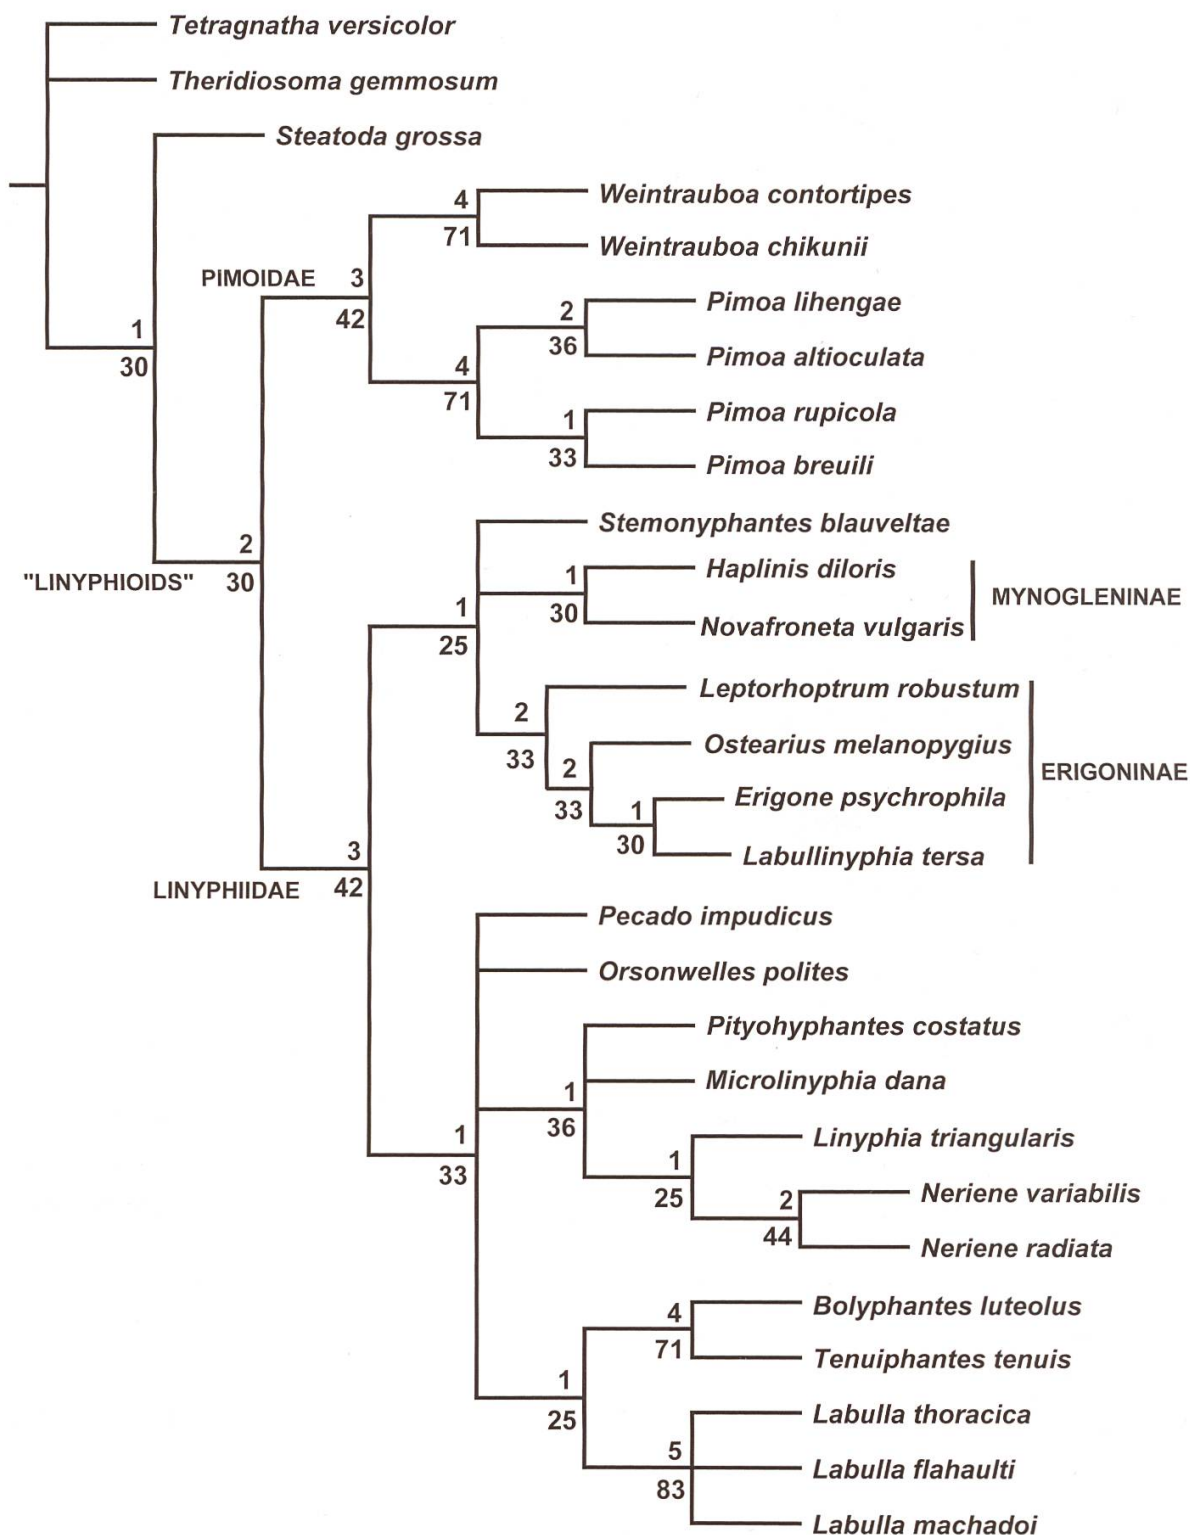 Tetragnatha versicolor
Theridiosoma gemmosum
Steatoda grossa
Weintrauboa contortipes
4
71
Weintrauboa chikunii
PIMOIDAE
3
42
Pimoa lihengae
2
36
Pimoa altioculata
1
30
4
71
Pimoa rupicola
1
33
Pimoa breuili
Stemonyphantes blauveltae
"LINYPHIOIDS"
2
30
Haplinis diloris
1
30
MYNOGLENINAE
Novafroneta vulgaris
1
25
Leptorhoptrum robustum
2
33
Ostearius melanopygius
2
33
ERIGONINAE
Erigone psychrophila
1
30
Labullinyphia tersa
LINYPHIIDAE
3
42
Pecado impudicus
Orsonwelles polites
Pityohyphantes costatus
Microlinyphia dana
1
36
1
33
Linyphia triangularis
1
25
Neriene variabilis
2
44
Neriene radiata
Bolyphantes luteolus
4
71
Tenuiphantes tenuis
1
25
Labulla thoracica
5
83
Labulla flahaulti
Labulla machadoi